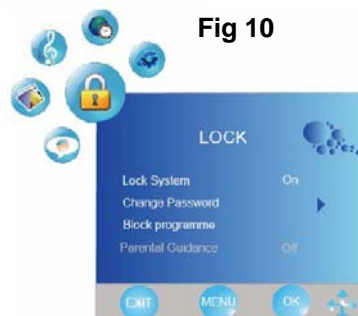 Fig 10
LOCK
Lock System On
Change Password
Block programme
Parental Guidance Off
EXIT MENU OK